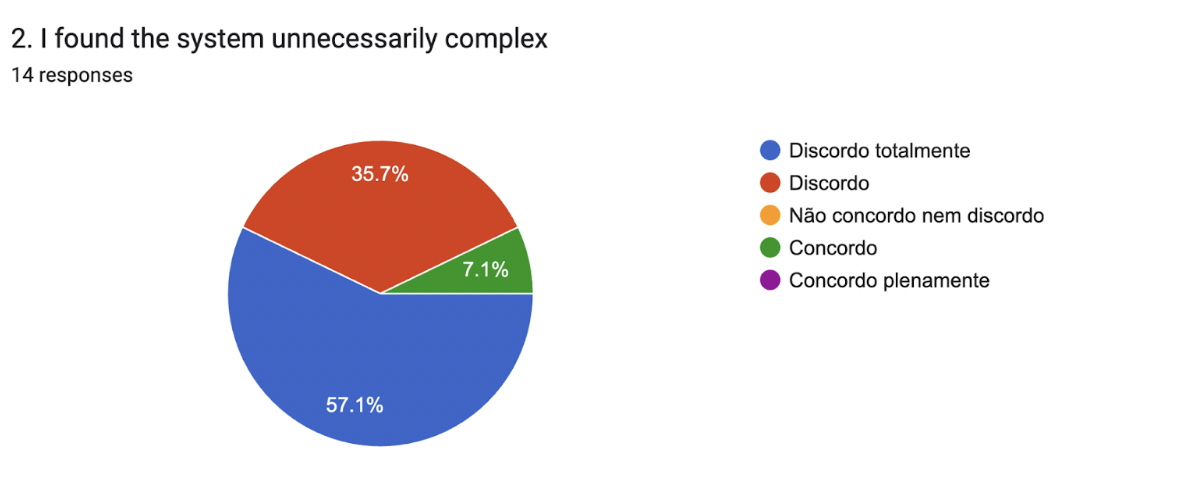 2. I found the system unnecessarily complex
14 responses
35.7%
7.1%
57.1%
Discordo totalmente
Discordo
Não concordo nem discordo
Concordo
Concordo plenamente